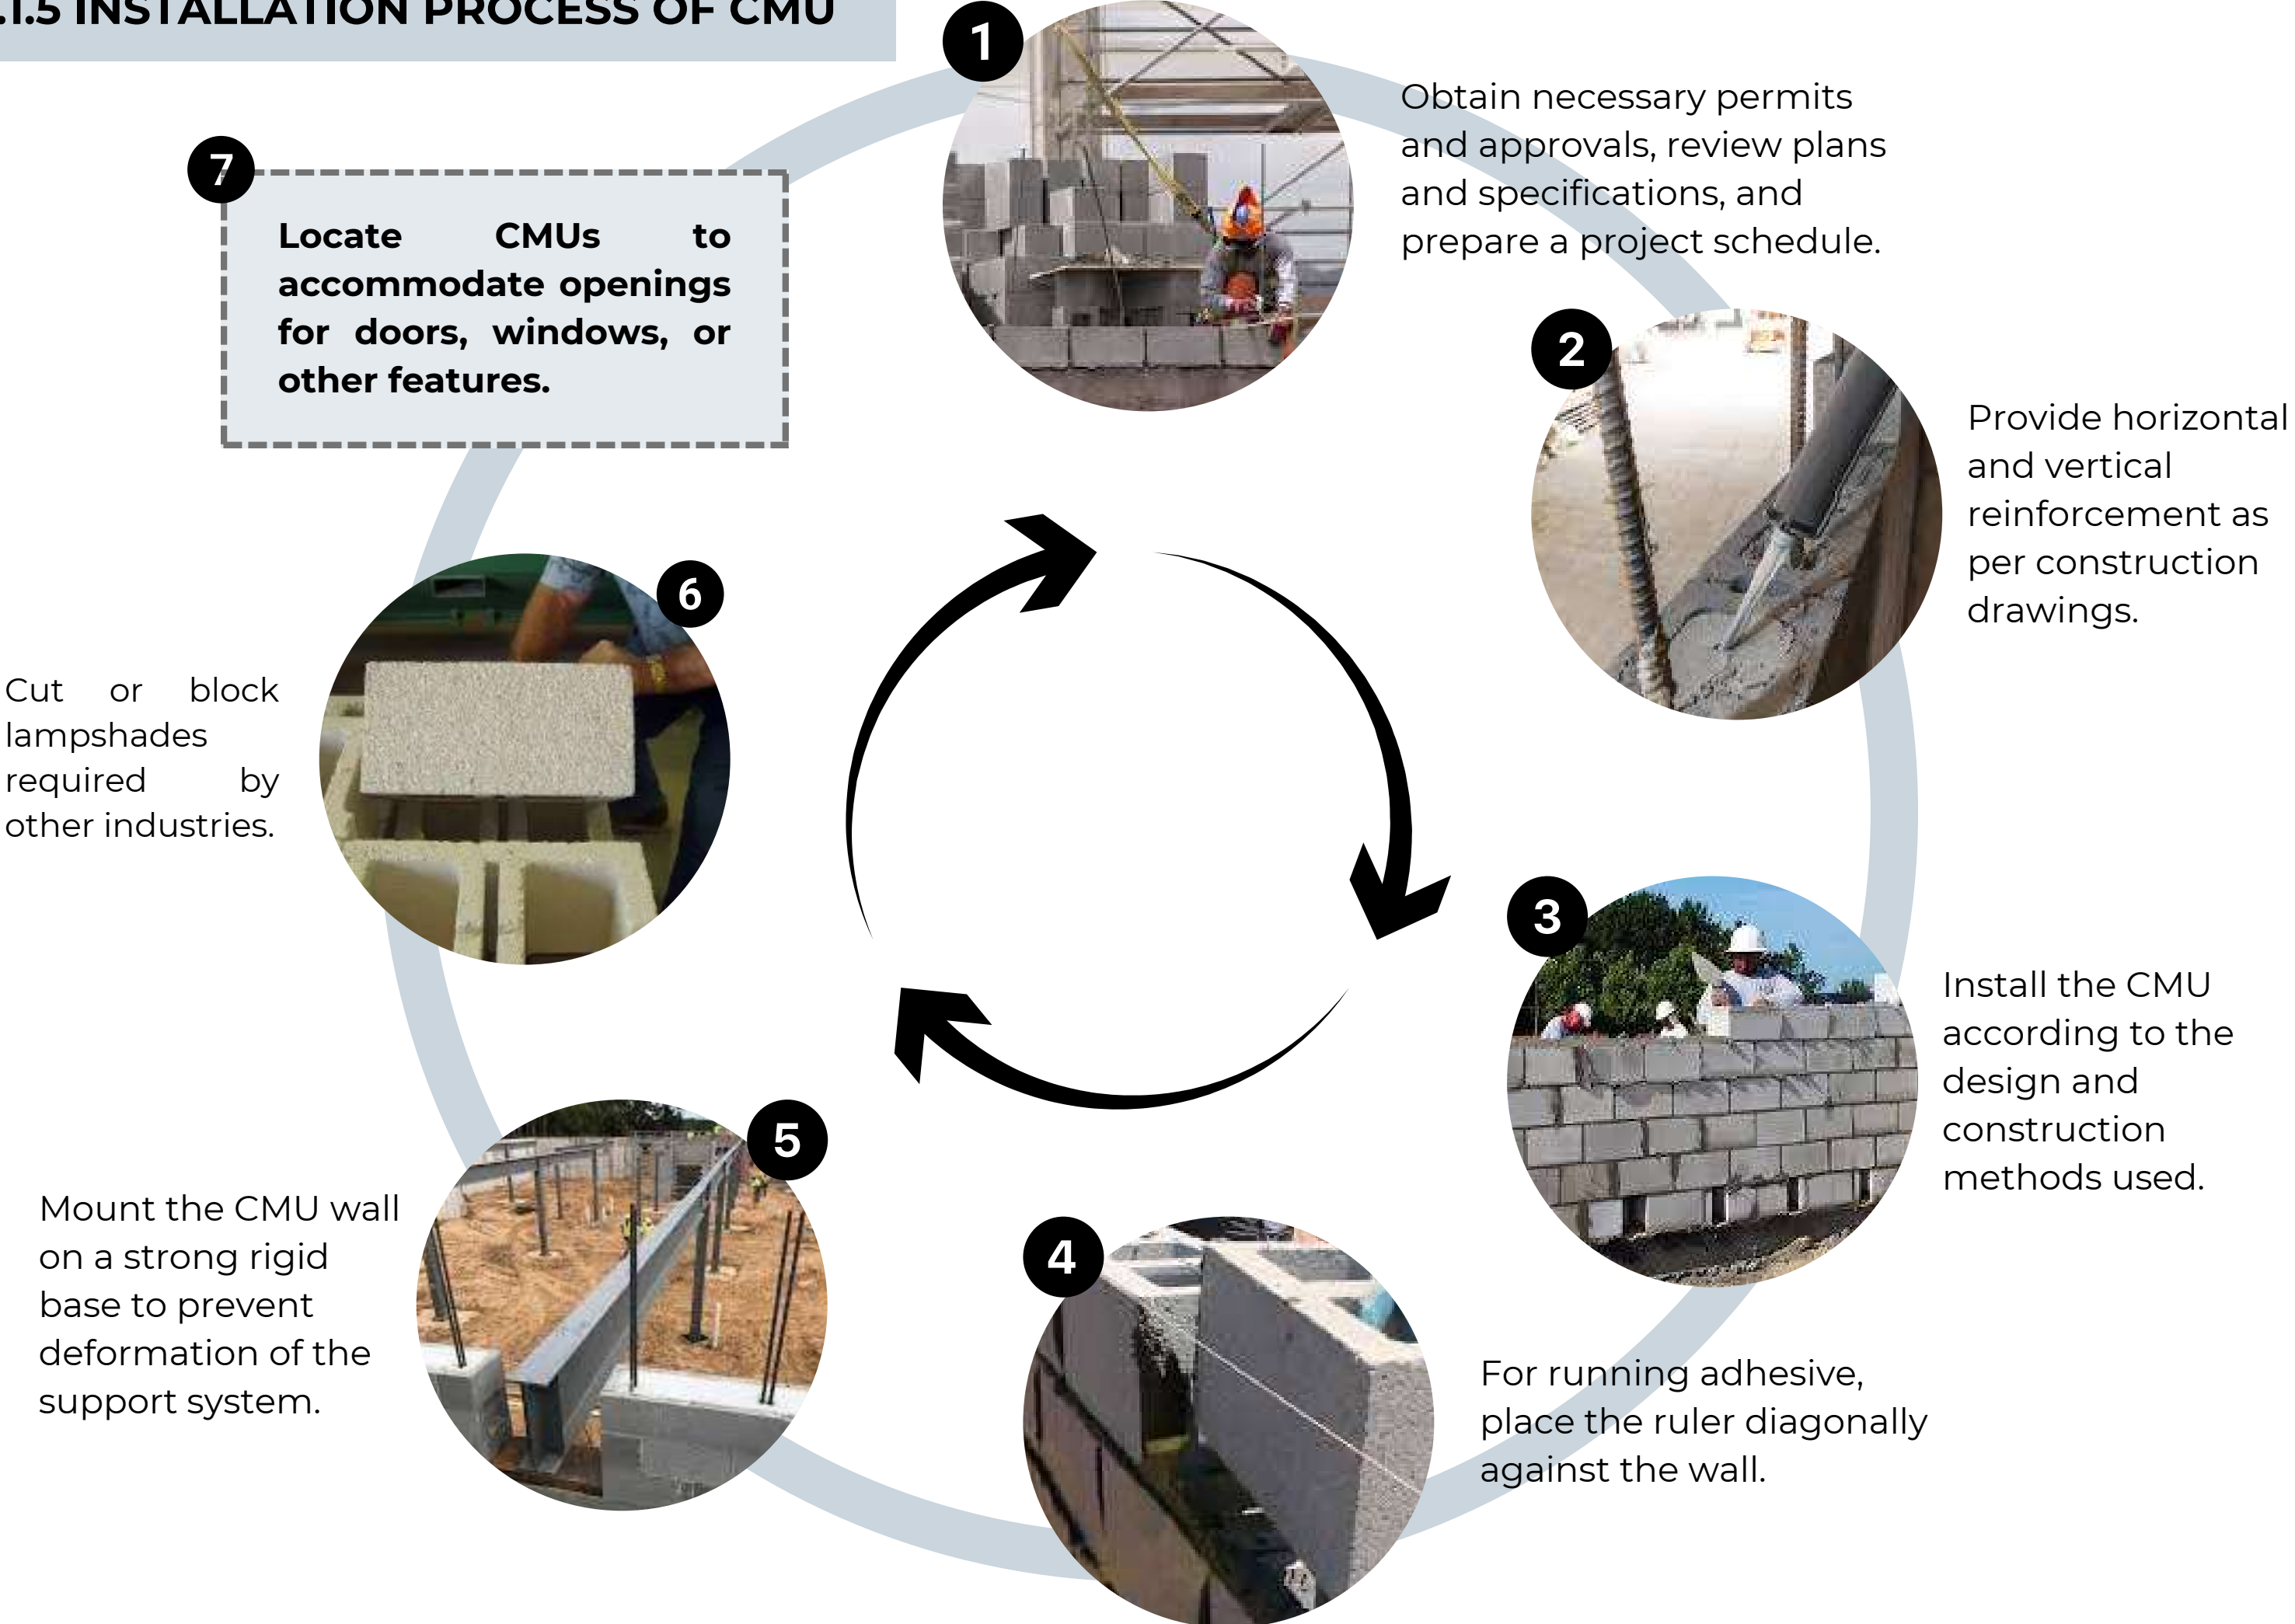 .1.5 INSTALLATION PROCESS OF CMU
1
Obtain necessary permits
and approvals, review plans
and specifications, and
prepare a project schedule.
2
Provide horizontal
and vertical
reinforcement as
per construction
drawings.
3
Install the CMU
according to the
design and
construction
methods used.
4
For running adhesive,
place the ruler diagonally
against the wall.
5
Mount the CMU wall
on a strong rigid
base to prevent
deformation of the
support system.
6
Cut or block
lampshades
required by
other industries.
7
Locate CMUs to
accommodate openings
for doors, windows, or
other features.